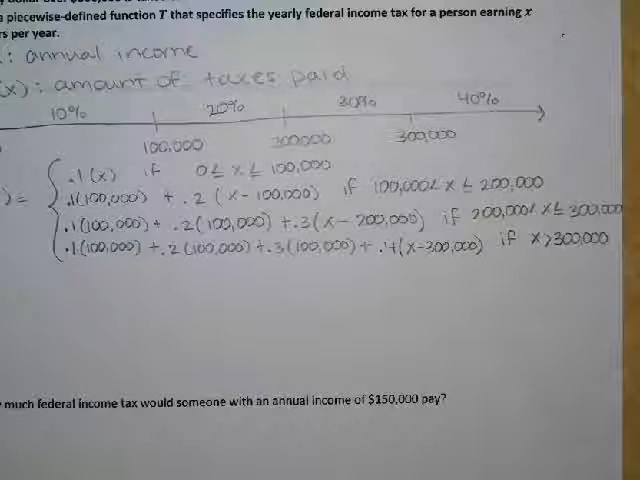 a piecewise-defined function T that specifies the yearly federal income tax for a person earning x
rs per year.
: annual income
(x): amount of taxes paid
10% 20% 30% 40%
100,000 200000 300,000
.1(x) if 0≤x≤100,000
)= .1(100,000) + .2(x-100,000) if 100,000<x≤200,000
.1(100,000)+.2(100,000)+.3(x-200,000) if 200,000<x≤300,000
.1(100,000)+.2(100,000)+.3(100,000)+.4(x-300,000) if x>300,000
much federal income tax would someone with an annual income of $150,000 pay?